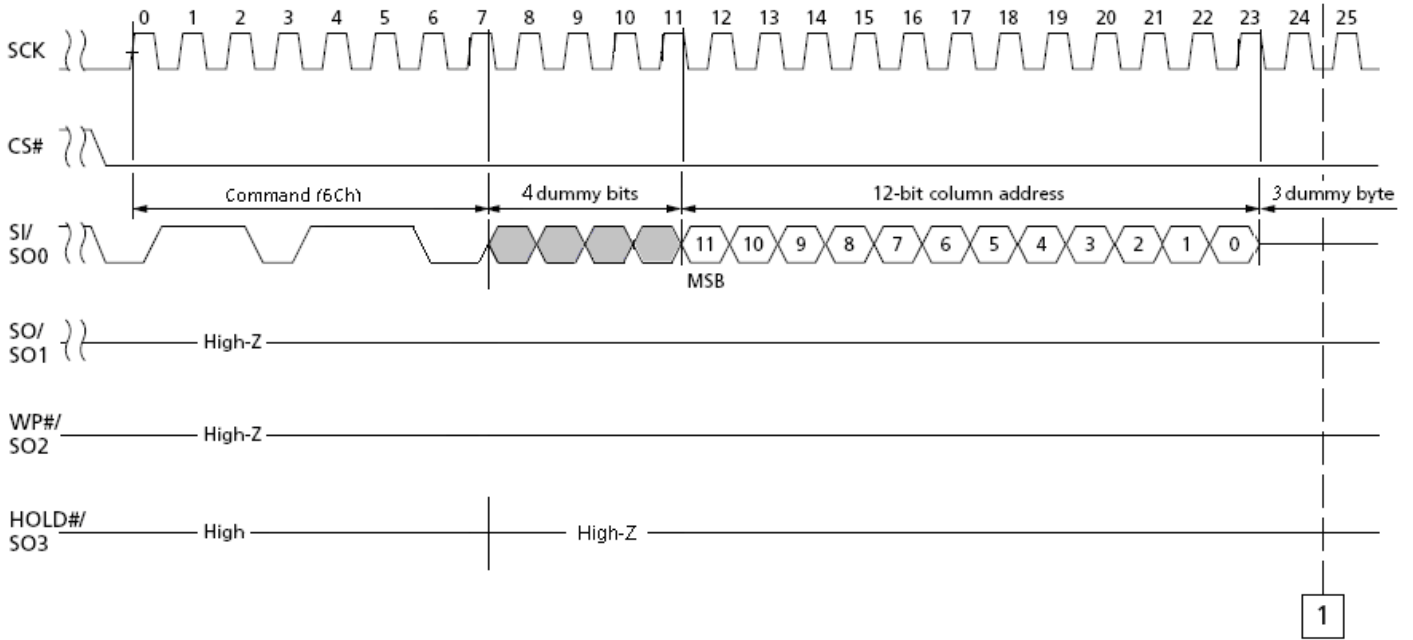 0 1 2 3 4 5 6 7 8 9 10 11 12 13 14 15 16 17 18 19 20 21 22 23 24 25
SCK
CS#
Command (6Ch) 4 dummy bits 12-bit column address 3 dummy byte
SI/
SO0
11 10 9 8 7 6 5 4 3 2 1 0
MSB
SO/
SO1
High-Z
WP#/
SO2
High-Z
HOLD#/
SO3
High High-Z
1